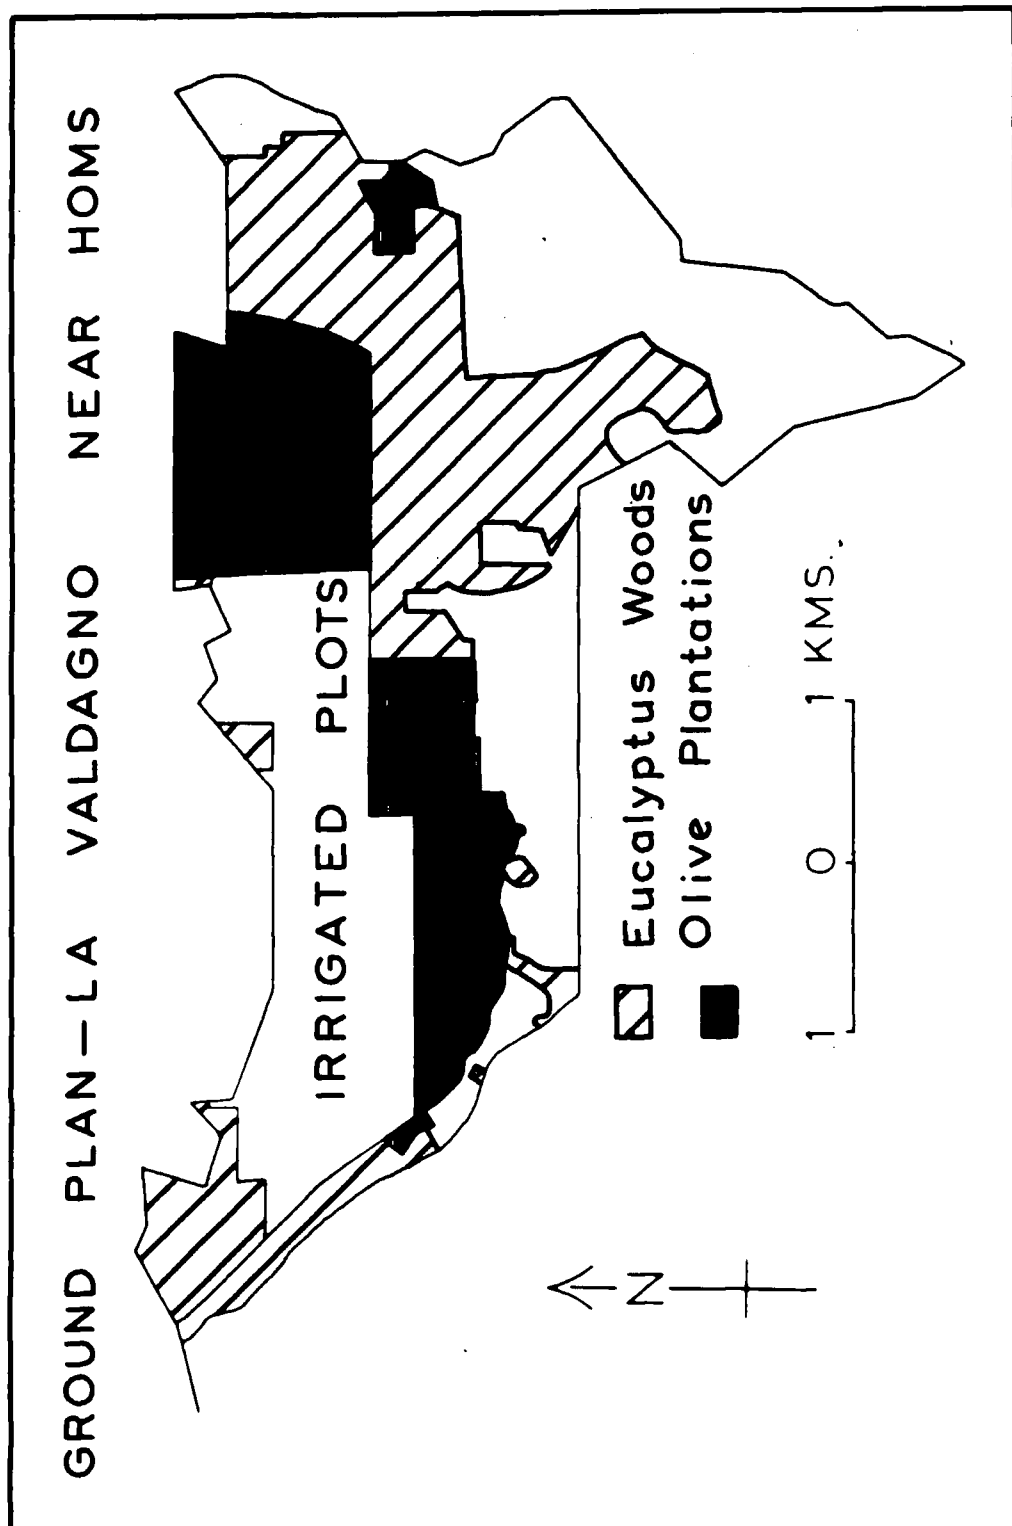 GROUND PLAN—LA VALDAGNO NEAR HOMS
IRRIGATED PLOTS
Eucalyptus Woods
Olive Plantations
1 0 1 KMS.
N